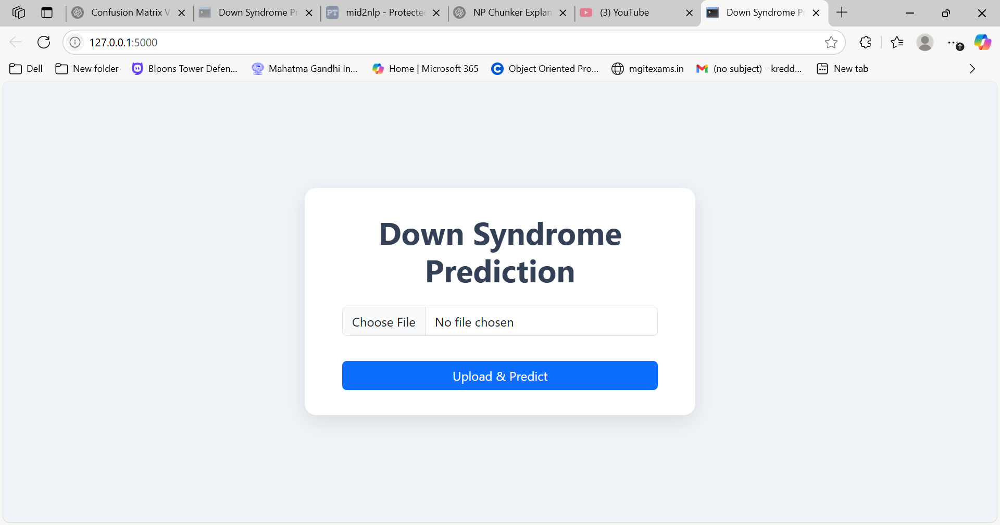 Confusion Matrix V
Down Syndrome Pr
PT
mid2nlp - Protected
NP Chunker Explan
(3) YouTube
Down Syndrome Pr
127.0.0.1:5000
Dell
New folder
Bloons Tower Defen...
Mahatma Gandhi In...
Home | Microsoft 365
Object Oriented Pro...
mgitexams.in
(no subject) - kredd...
New tab
Down Syndrome
Prediction
Choose File
No file chosen
Upload & Predict